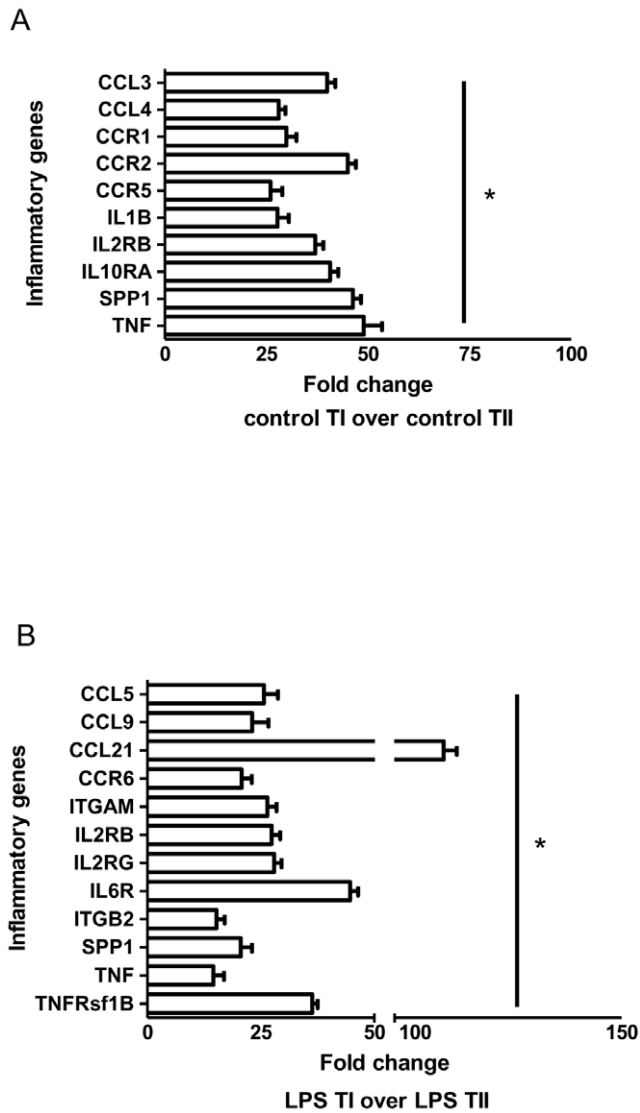 A
Inflammatory genes
CCL3
CCL4
CCR1
CCR2
CCR5
IL1B
IL2RB
IL10RA
SPP1
TNF
*
0 25 50 75 100
Fold change
control TI over control TII
B
Inflammatory genes
CCL5
CCL9
CCL21
CCR6
ITGAM
IL2RB
IL2RG
IL6R
ITGB2
SPP1
TNF
TNFRsf1B
*
0 25 50 100 150
Fold change
LPS TI over LPS TII